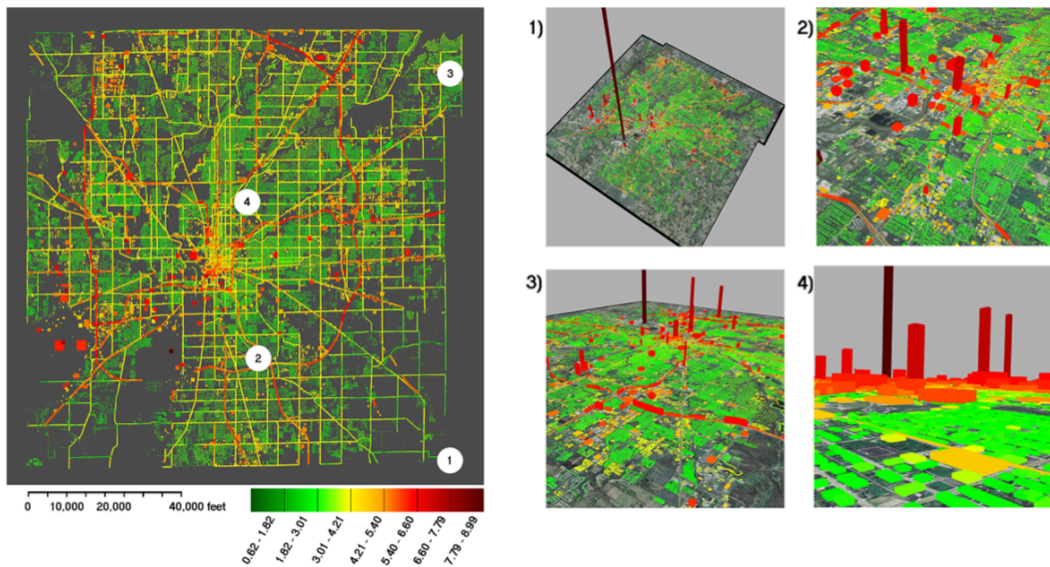 3
4
2
1
0 10,000 20,000 40,000 feet
0.62 - 1.82
1.82 - 3.01
3.01 - 4.21
4.21 - 5.40
5.40 - 6.60
6.60 - 7.79
7.79 - 8.99
1)
2)
3)
4)